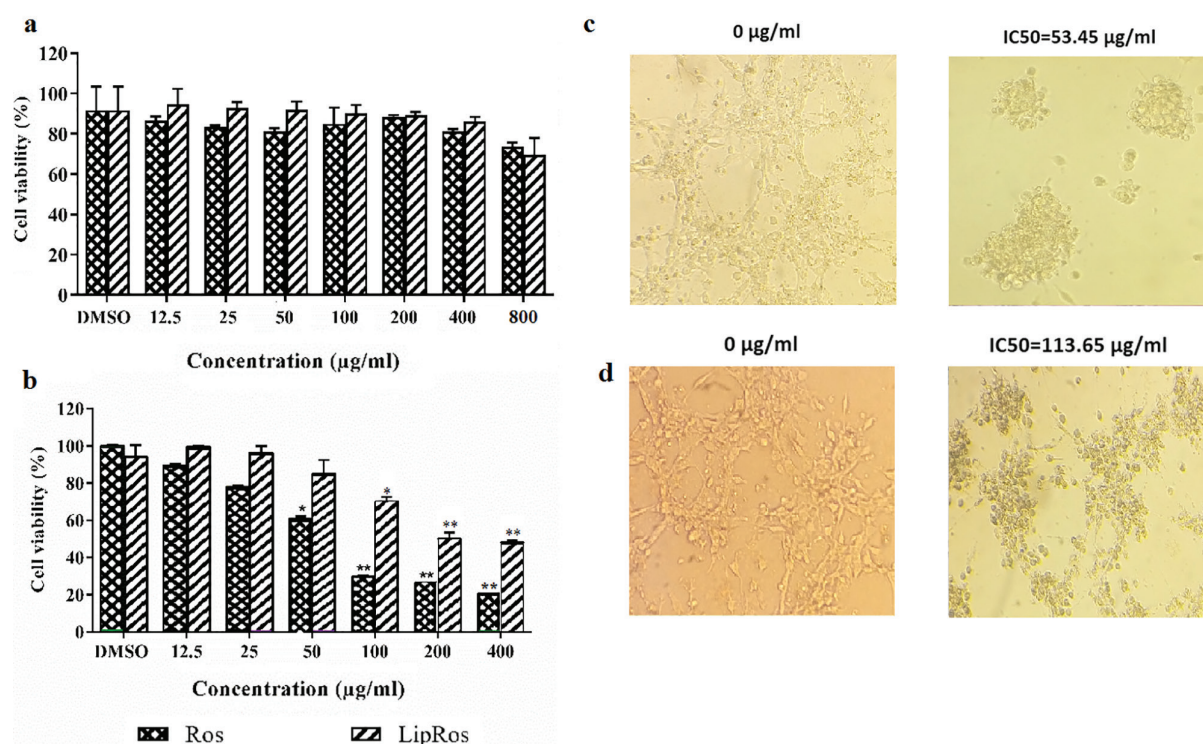 a
120
100
80
60
40
20
0
Cell viability (%)
DMSO 12.5 25 50 100 200 400 800
Concentration (µg/ml)
b
120
100
80
60
40
20
0
Cell viability (%)
* ** ** ** * ** **
DMSO 12.5 25 50 100 200 400
Concentration (µg/ml)
Ros LipRos
c
0 µg/ml IC50=53.45 µg/ml
d
0 µg/ml IC50=113.65 µg/ml